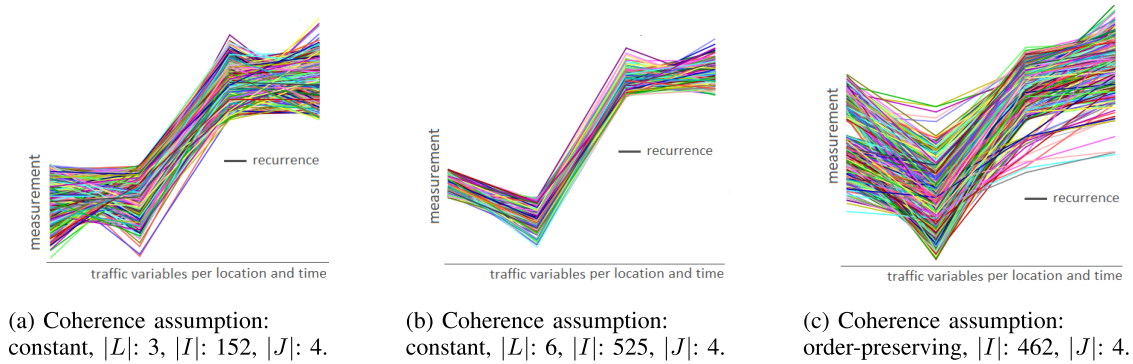 measurement
recurrence
traffic variables per location and time
(a) Coherence assumption:
constant, |L|: 3, |I|: 152, |J|: 4.
measurement
recurrence
traffic variables per location and time
(b) Coherence assumption:
constant, |L|: 6, |I|: 525, |J|: 4.
measurement
recurrence
traffic variables per location and time
(c) Coherence assumption:
order-preserving, |I|: 462, |J|: 4.